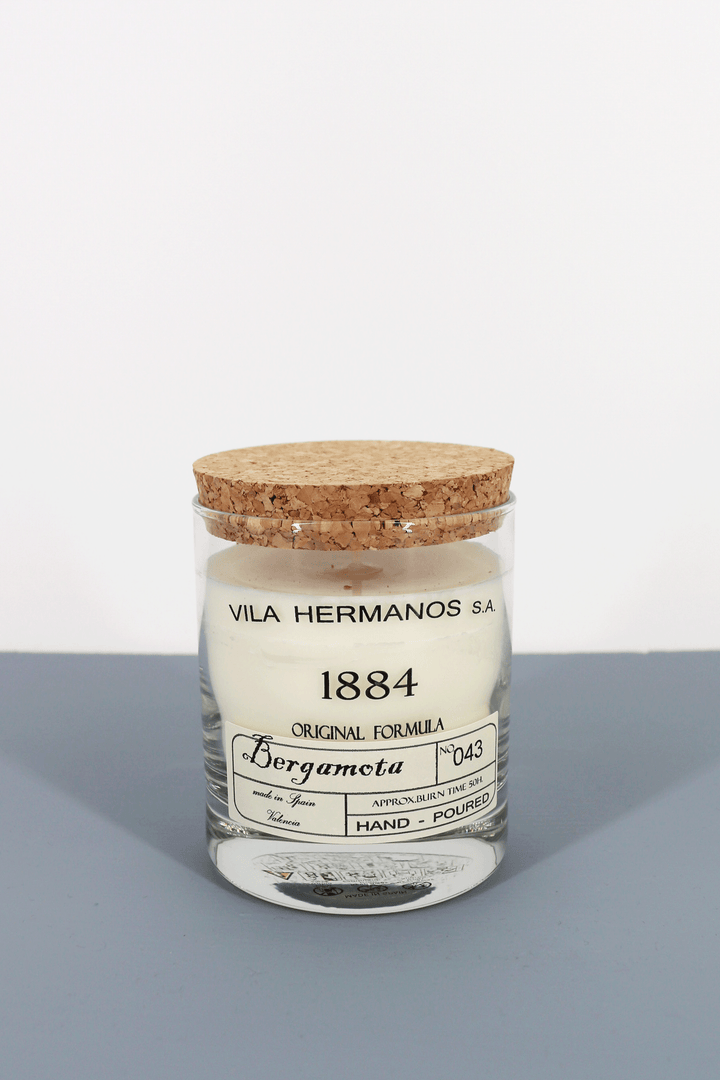 VILA HERMANOS S.A.
1884
ORIGINAL FORMULA
Bergamota
NO 043
made in Spain
Valencia
APPROX.BURN TIME 50H.
HAND - POURED